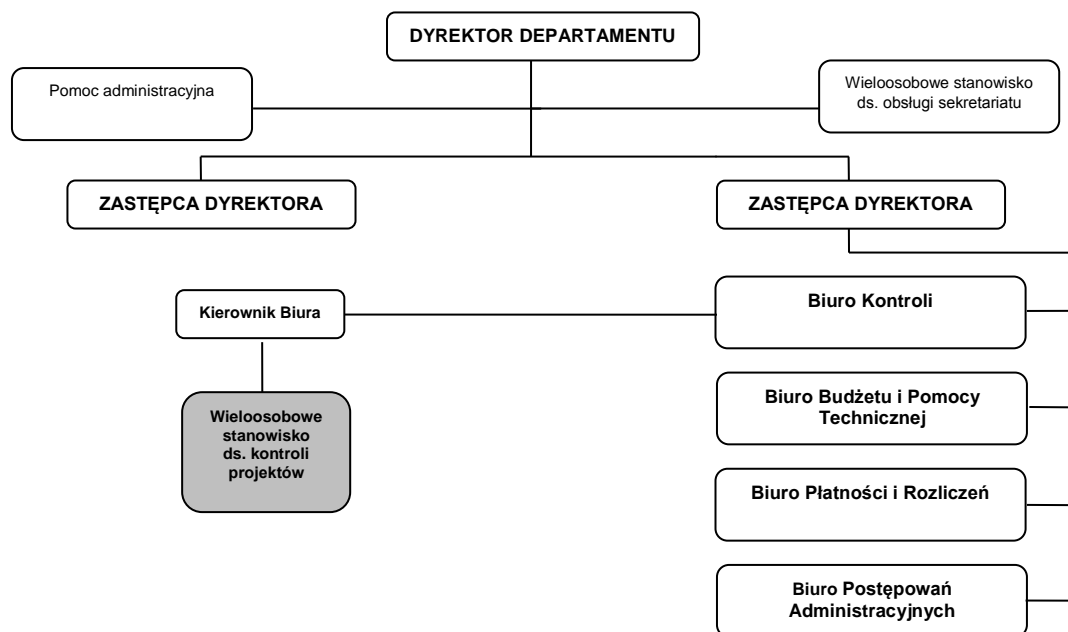 DYREKTOR DEPARTAMENTU
Pomoc administracyjna
Wieloosobowe stanowisko
ds. obsługi sekretariatu
ZASTĘPCA DYREKTORA
ZASTĘPCA DYREKTORA
Kierownik Biura
Biuro Kontroli
Wieloosobowe
stanowisko
ds. kontroli
projektów
Biuro Budżetu i Pomocy
Technicznej
Biuro Płatności i Rozliczeń
Biuro Postępowań
Administracyjnych